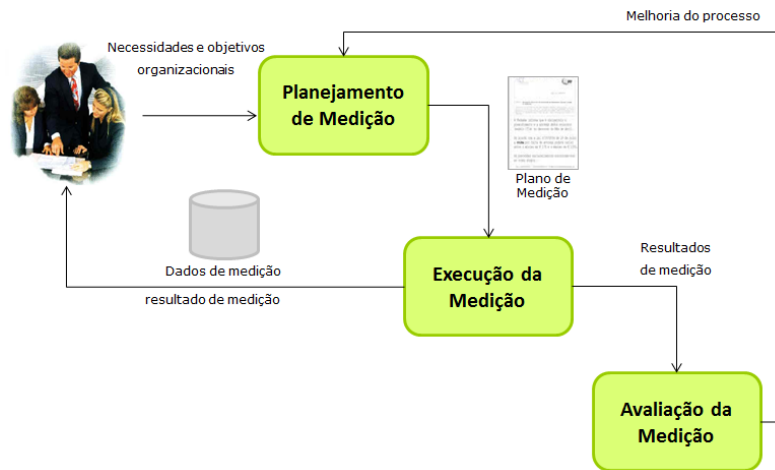 Melhoria do processo
Necessidades e objetivos
organizacionais
Planejamento
de Medição
Plano de
Medição
Dados de medição
resultado de medição
Execução da
Medição
Resultados
de medição
Avaliação da
Medição